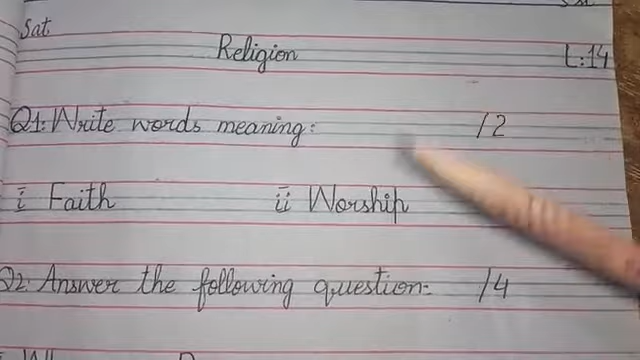 Sat
Religion L:14
Q1: Write words meaning: /2
i Faith ii Worship
Q2: Answer the following question: /4